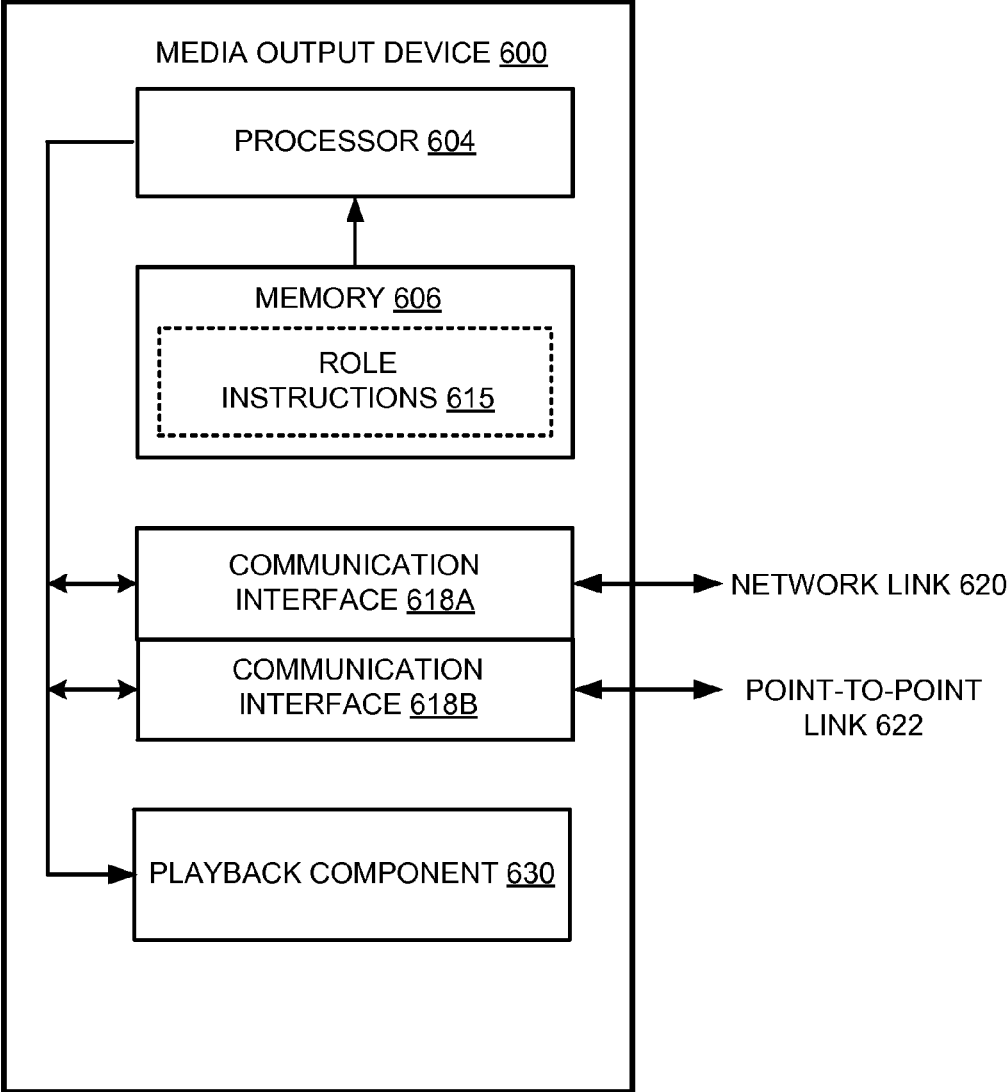 MEDIA OUTPUT DEVICE 600
PROCESSOR 604
MEMORY 606
ROLE
INSTRUCTIONS 615
COMMUNICATION
INTERFACE 618A
NETWORK LINK 620
COMMUNICATION
INTERFACE 618B
POINT-TO-POINT
LINK 622
PLAYBACK COMPONENT 630